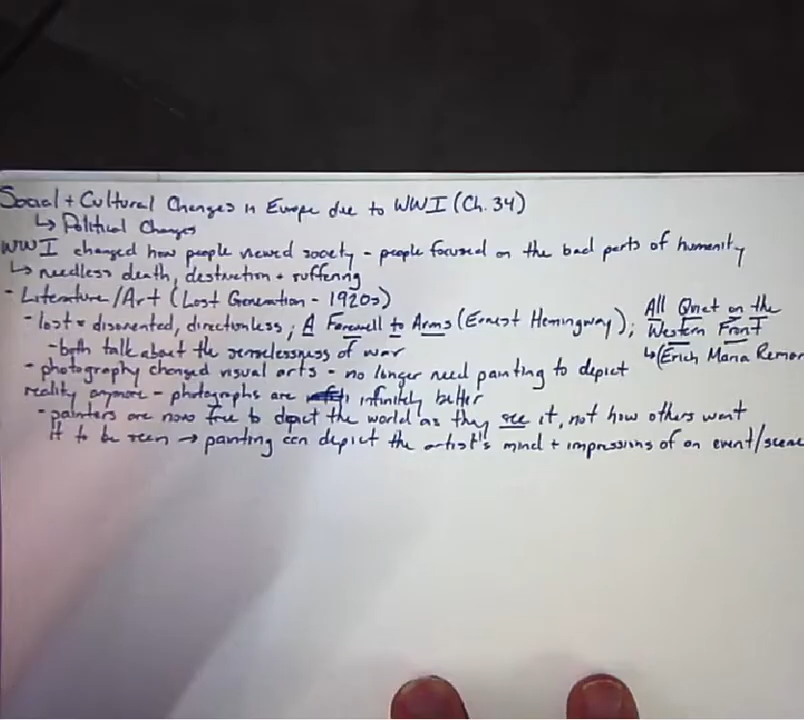 Social + Cultural Changes in Europe due to WWI (Ch. 34)
↳ Political Changes
WWI changed how people viewed society - people focused on the bad parts of humanity
↳ needless death, destruction + suffering
- Literature/Art (Lost Generation - 1920s)
- lost = disoriented, directionless; A Farewell to Arms (Ernest Hemingway); All Quiet on the Western Front
↳ (Erich Maria Remar
- both talk about the senselessness of war
- photography changed visual arts - no longer need painting to depict
reality anymore - photographs are infinitely better
- painters are now free to depict the world as they see it, not how others want
it to be seen → painting can depict the artist's mind + impressions of an event/scene